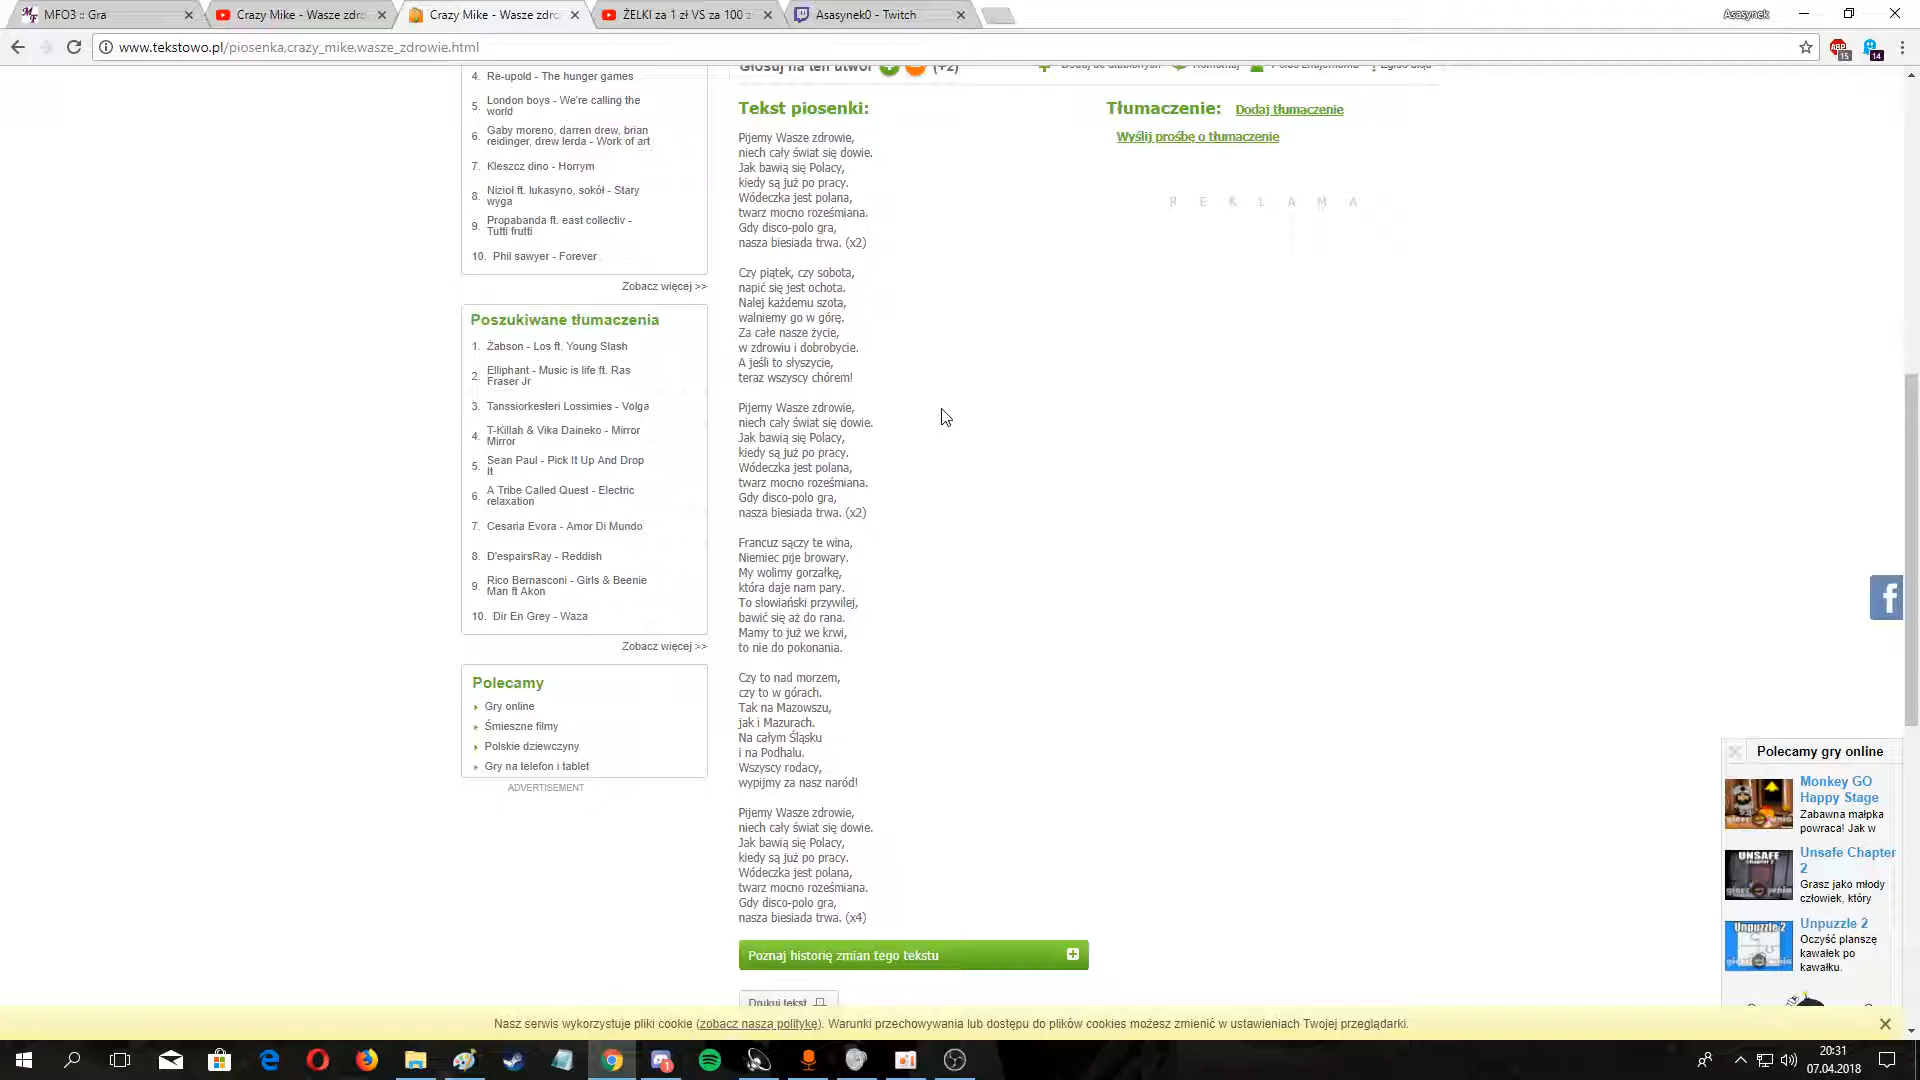 MFO3 :: Gra
Crazy Mike - Wasze zdro
Crazy Mike - Wasze zdro
ŻELKI za 1 zł VS za 100 z
Asasynek0 - Twitch
Asasynek
www.tekstowo.pl/piosenka,crazy_mike,wasze_zdrowie.html
15
14
Głosuj na ten utwór (+2)
4. Re-upold - The hunger games
5. London boys - We're calling the
world
6. Gaby moreno, darren drew, brian
reidinger, drew lerda - Work of art
7. Kleszcz dino - Horrym
8. Nizioł ft. lukasyno, sokół - Stary
wyga
9. Propabanda ft. east collectiv -
Tutti frutti
10. Phil sawyer - Forever
Zobacz więcej >>
Poszukiwane tłumaczenia
1. Żabson - Los ft. Young Slash
2. Elliphant - Music is life ft. Ras
Fraser Jr
3. Tanssiorkesteri Lossimies - Volga
4. T-Killah & Vika Daineko - Mirror
Mirror
5. Sean Paul - Pick It Up And Drop
It
6. A Tribe Called Quest - Electric
relaxation
7. Cesaria Evora - Amor Di Mundo
8. D'espairsRay - Reddish
9. Rico Bernasconi - Girls & Beenie
Man ft Akon
10. Dir En Grey - Waza
Zobacz więcej >>
Polecamy
Gry online
Śmieszne filmy
Polskie dziewczyny
Gry na telefon i tablet
ADVERTISEMENT
Tekst piosenki:
Pijemy Wasze zdrowie,
niech cały świat się dowie.
Jak bawią się Polacy,
kiedy są już po pracy.
Wódeczka jest polana,
twarz mocno roześmiana.
Gdy disco-polo gra,
nasza biesiada trwa. (x2)
Czy piątek, czy sobota,
napić się jest ochota.
Nalej każdemu szota,
walniemy go w górę.
Za całe nasze życie,
w zdrowiu i dobrobycie.
A jeśli to słyszycie,
teraz wszyscy chórem!
Pijemy Wasze zdrowie,
niech cały świat się dowie.
Jak bawią się Polacy,
kiedy są już po pracy.
Wódeczka jest polana,
twarz mocno roześmiana.
Gdy disco-polo gra,
nasza biesiada trwa. (x2)
Francuz sączy te wina,
Niemiec pije browary.
My wolimy gorzałkę,
która daje nam pary.
To słowiański przywilej,
bawić się aż do rana.
Mamy to już we krwi,
to nie do pokonania.
Czy to nad morzem,
czy to w górach.
Tak na Mazowszu,
jak i Mazurach.
Na całym Śląsku
i na Podhalu.
Wszyscy rodacy,
wypijmy za nasz naród!
Pijemy Wasze zdrowie,
niech cały świat się dowie.
Jak bawią się Polacy,
kiedy są już po pracy.
Wódeczka jest polana,
twarz mocno roześmiana.
Gdy disco-polo gra,
nasza biesiada trwa. (x4)
Poznaj historię zmian tego tekstu
Drukuj tekst
Tłumaczenie: Dodaj tłumaczenie
Wyślij prośbę o tłumaczenie
R E K L A M A
Polecamy gry online
Monkey GO
Happy Stage
Zabawna małpka
powraca! Jak w
UNSAFE
Unsafe Chapter
2
Grasz jako młody
człowiek, który
Unpuzzle 2
Unpuzzle 2
Oczyść planszę
kawałek po
kawałku.
Nasz serwis wykorzystuje pliki cookie (zobacz naszą politykę). Warunki przechowywania lub dostępu do plików cookies możesz zmienić w ustawieniach Twojej przeglądarki.
20:31
07.04.2018